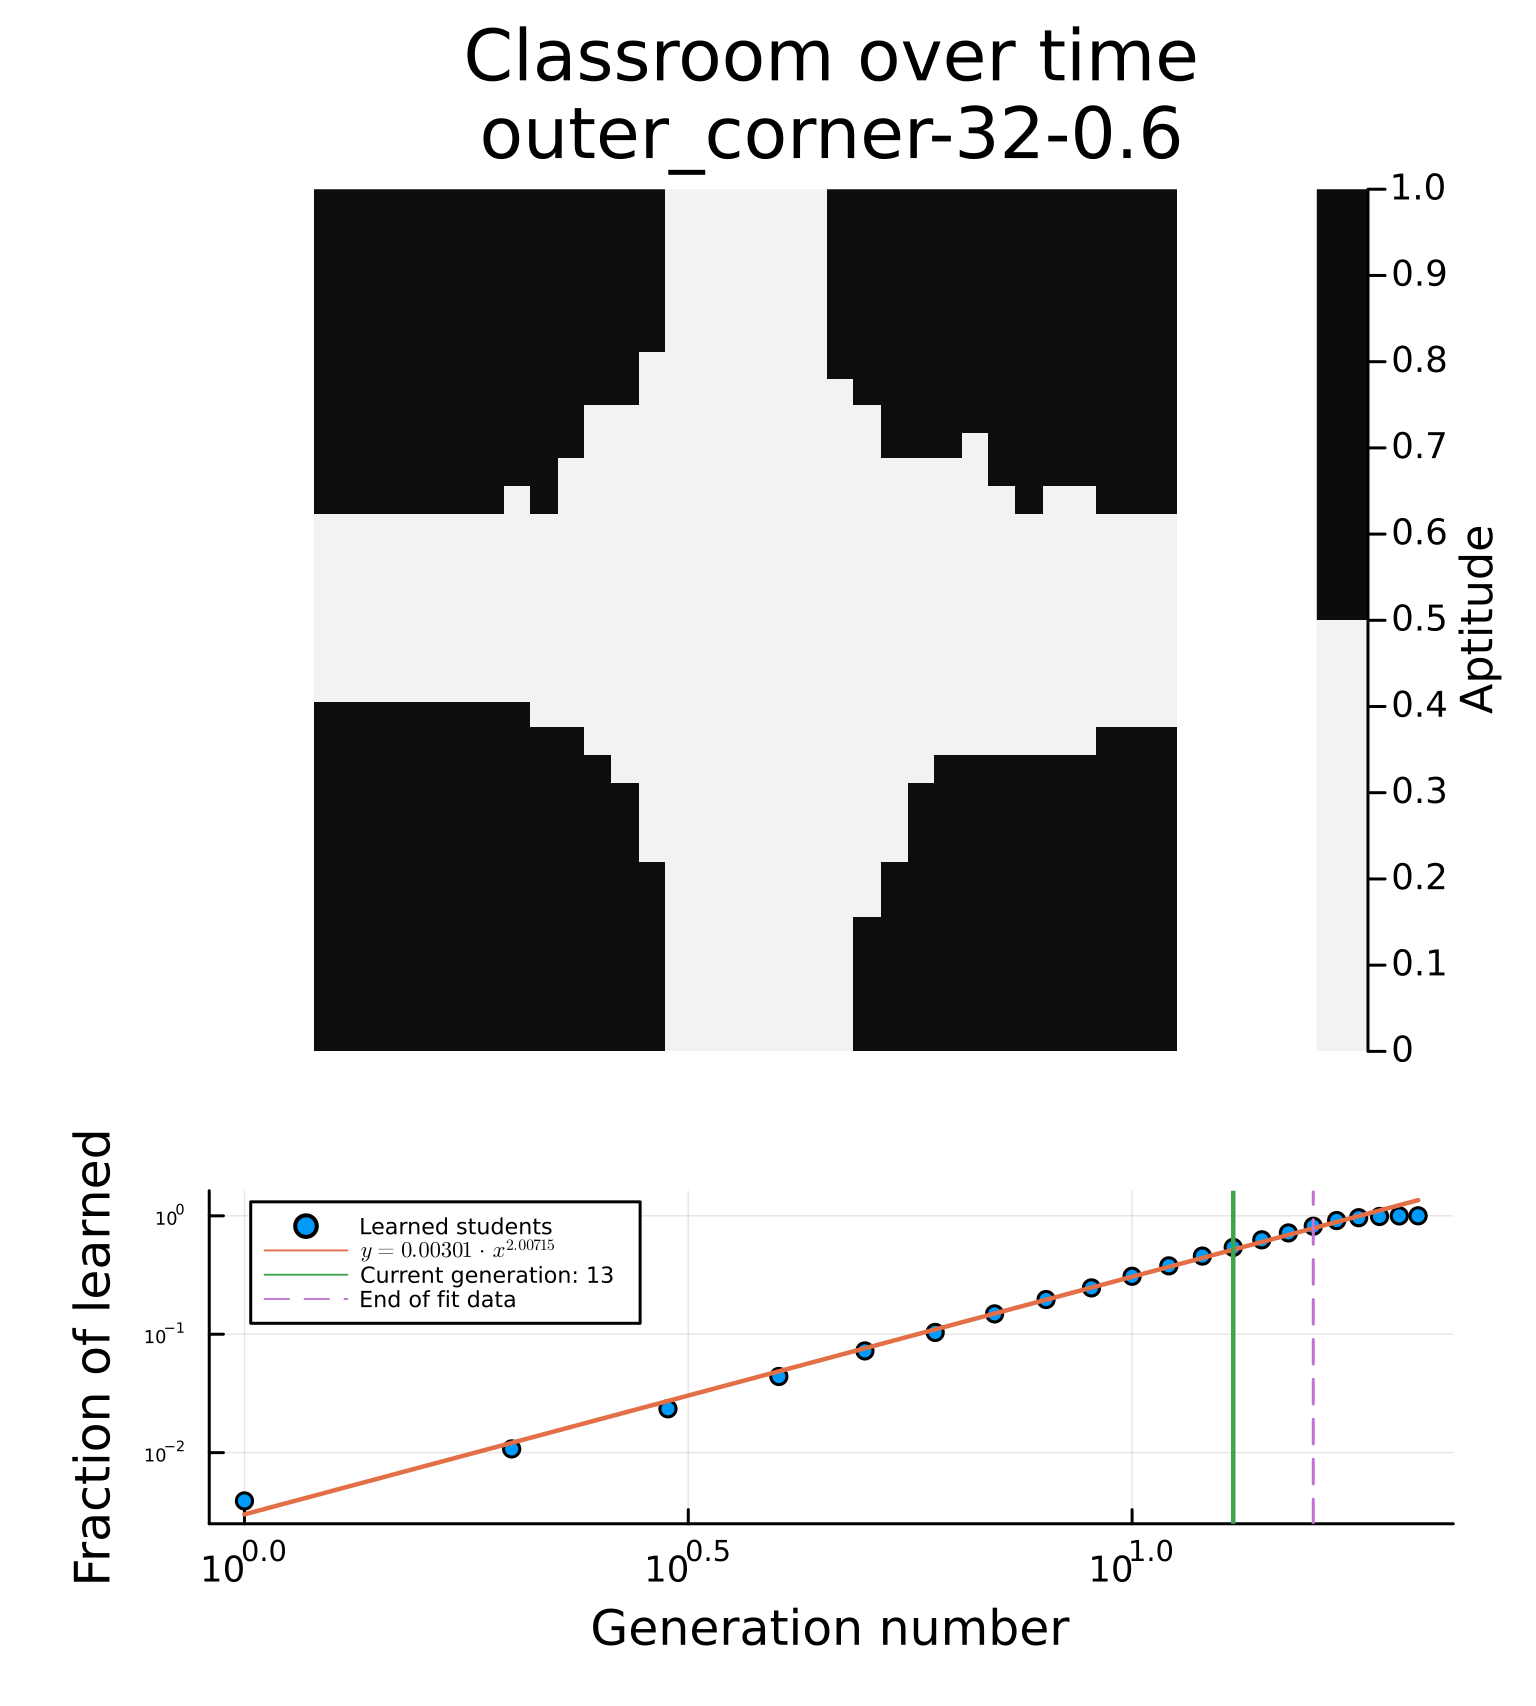 Classroom over time
outer_corner-32-0.6
1.0
0.9
0.8
0.7
0.6
0.5
0.4
0.3
0.2
0.1
0
Aptitude
Fraction of learned
10^0
10^-1
10^-2
Learned students
y = 0.00301 · x^2.00715
Current generation: 13
End of fit data
10^0.0 10^0.5 10^1.0
Generation number